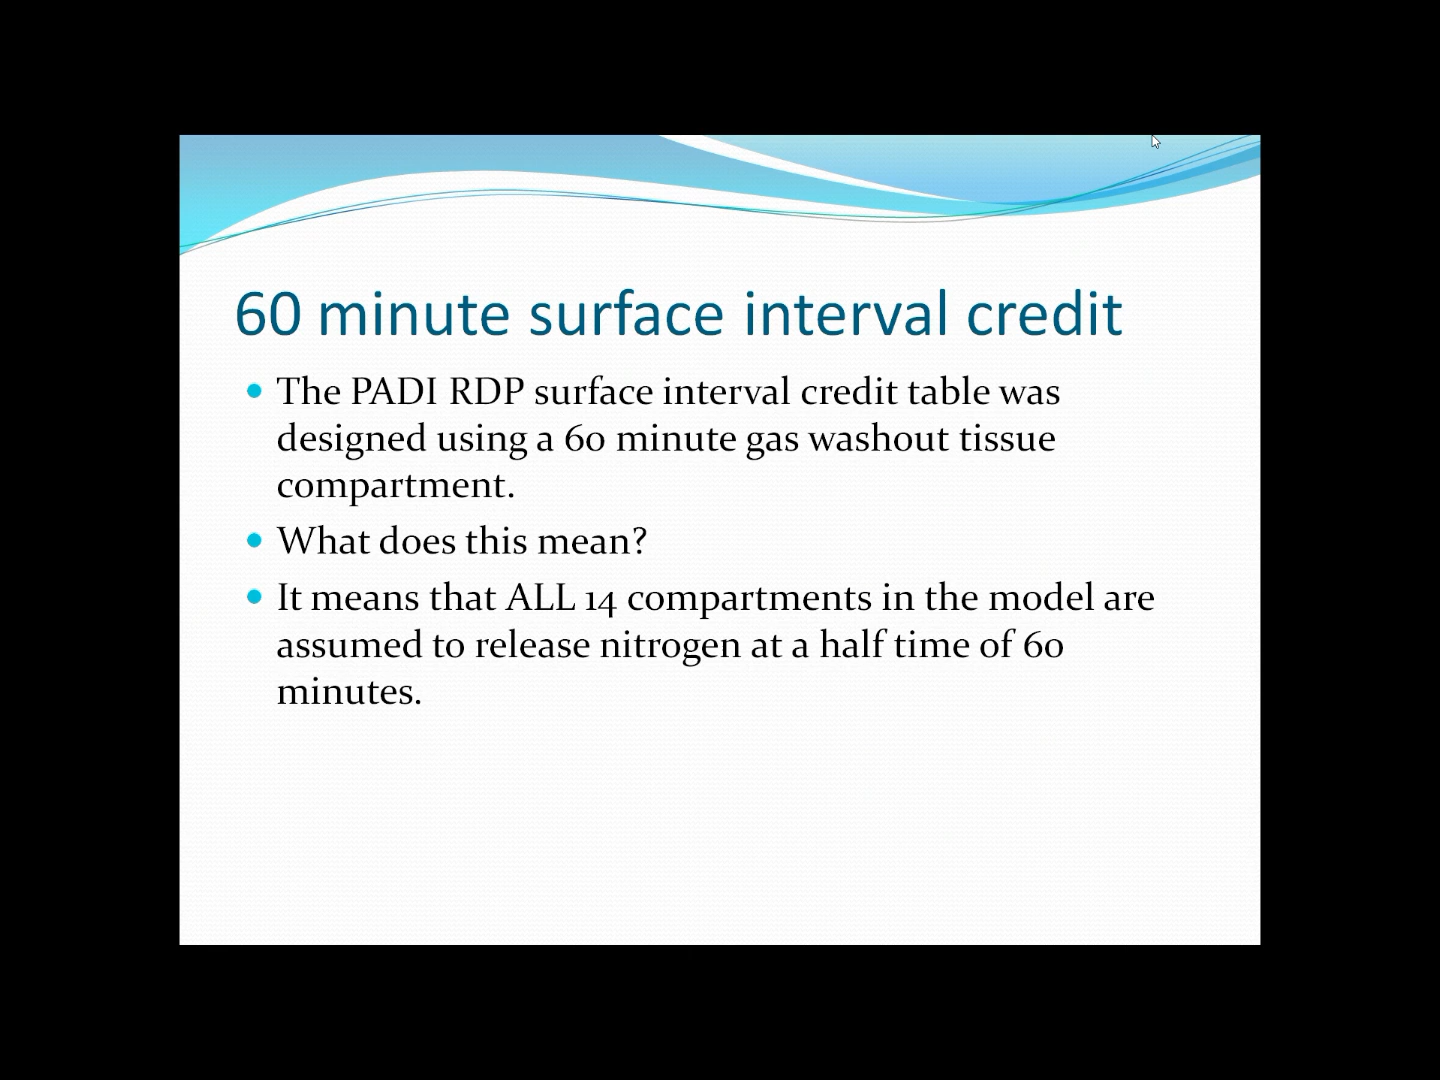 60 minute surface interval credit
The PADI RDP surface interval credit table was
designed using a 60 minute gas washout tissue
compartment.
What does this mean?
It means that ALL 14 compartments in the model are
assumed to release nitrogen at a half time of 60
minutes.